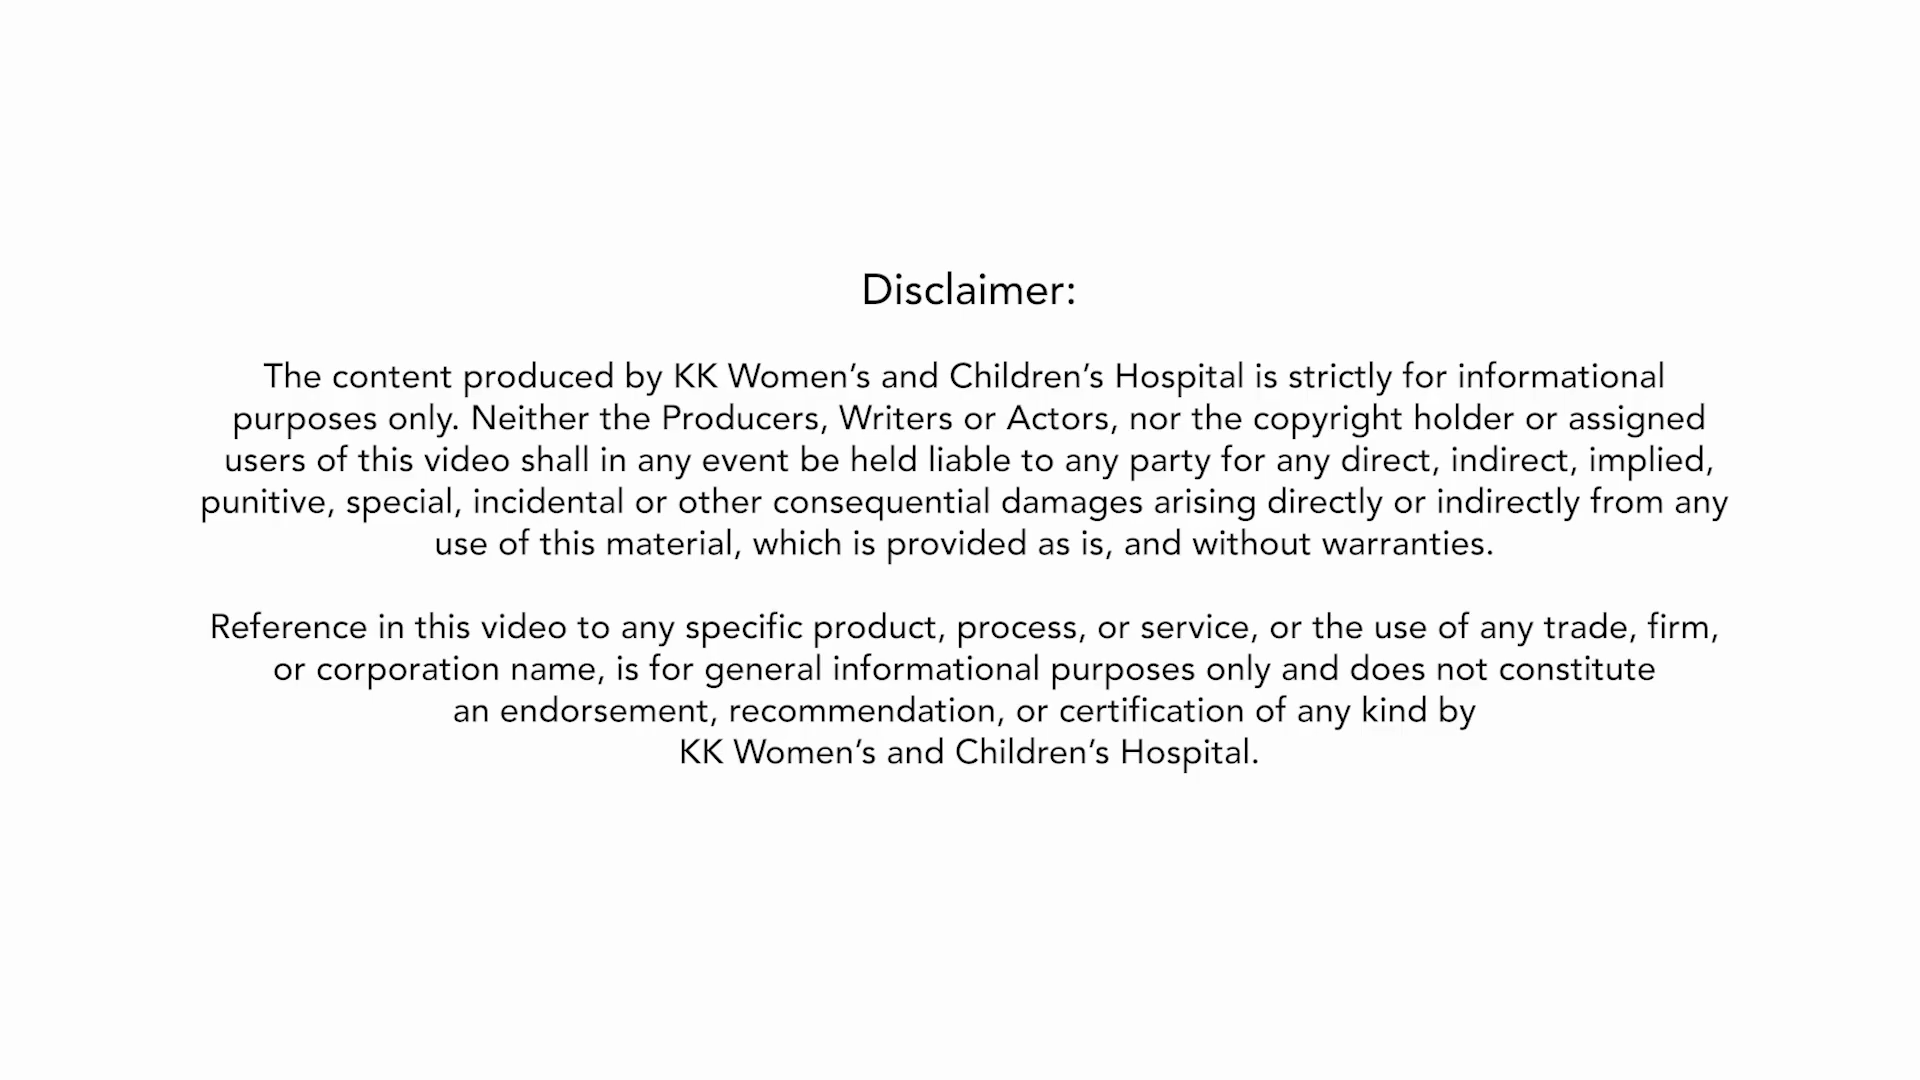 Disclaimer:
The content produced by KK Women’s and Children’s Hospital is strictly for informational
purposes only. Neither the Producers, Writers or Actors, nor the copyright holder or assigned
users of this video shall in any event be held liable to any party for any direct, indirect, implied,
punitive, special, incidental or other consequential damages arising directly or indirectly from any
use of this material, which is provided as is, and without warranties.
Reference in this video to any specific product, process, or service, or the use of any trade, firm,
or corporation name, is for general informational purposes only and does not constitute
an endorsement, recommendation, or certification of any kind by
KK Women’s and Children’s Hospital.